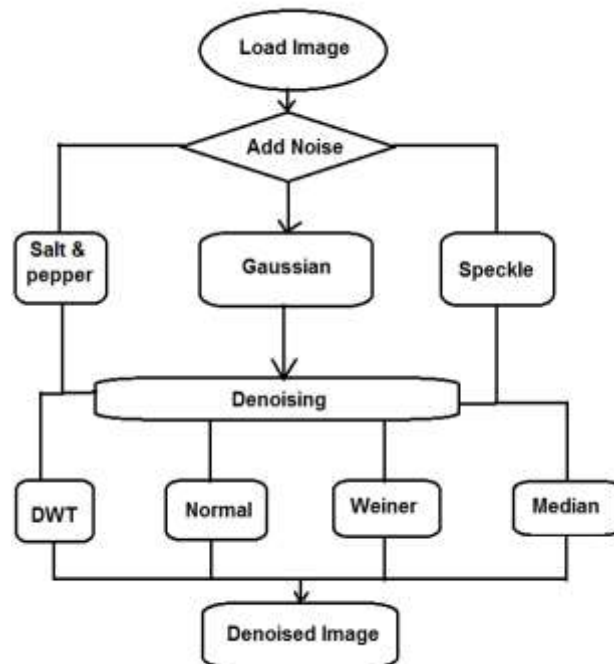 Load Image
Add Noise
Salt &
pepper
Gaussian
Speckle
Denoising
DWT
Normal
Weiner
Median
Denoised Image